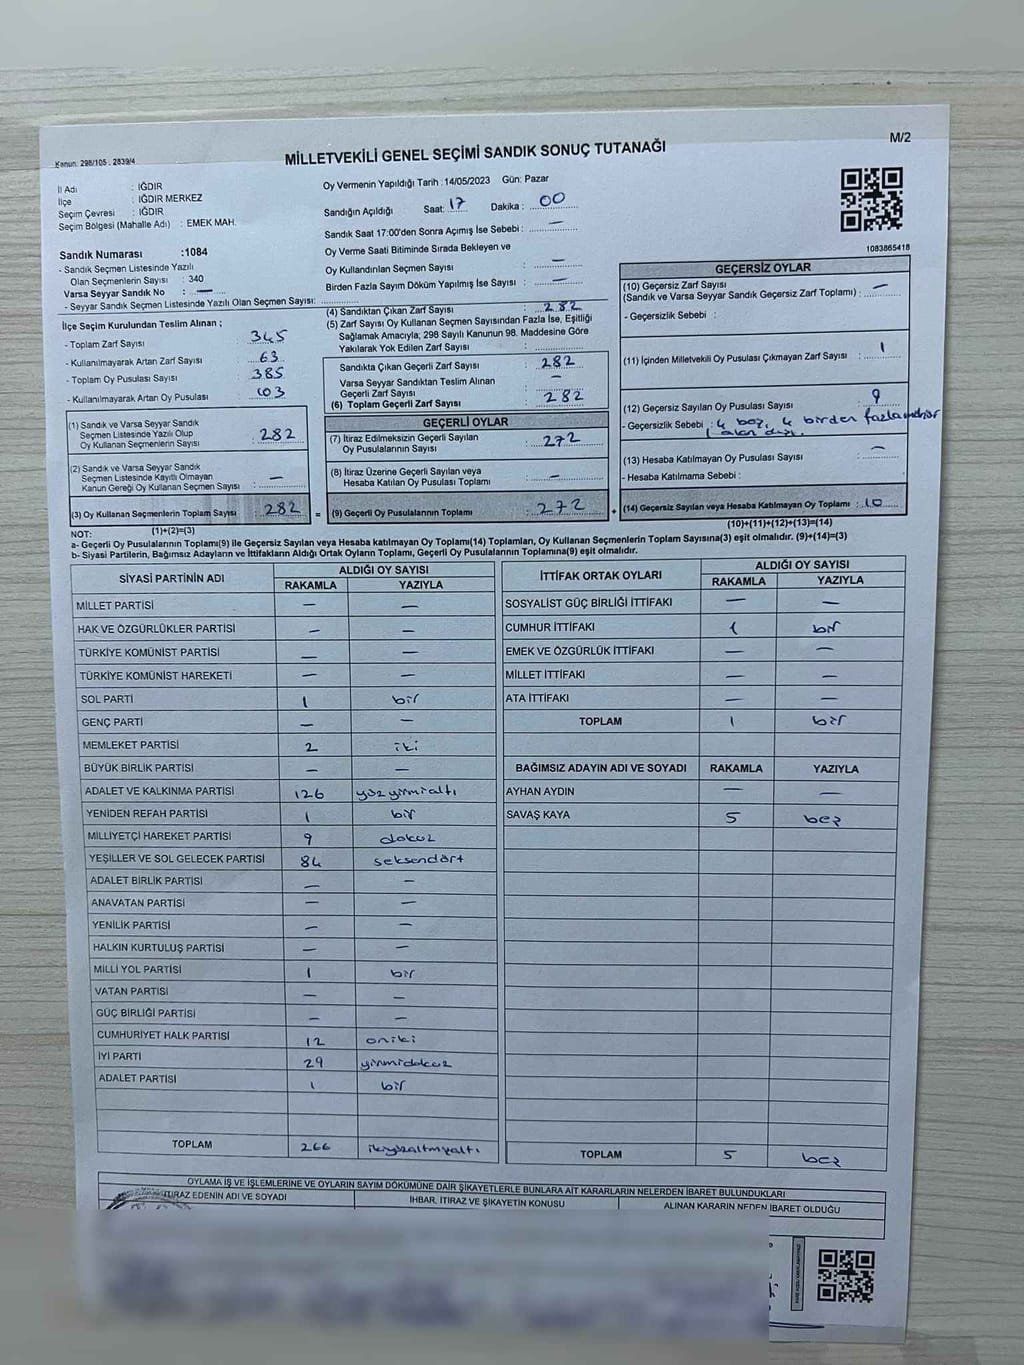 M/2
Kanun: 298/105 . 2839/4
MİLLETVEKİLİ GENEL SEÇİMİ SANDIK SONUÇ TUTANAĞI
İl Adı : IĞDIR
İlçe : IĞDIR MERKEZ
Seçim Çevresi : IĞDIR
Seçim Bölgesi (Mahalle Adı) : EMEK MAH.
Oy Vermenin Yapıldığı Tarih : 14/05/2023 Gün: Pazar
Sandığın Açıldığı Saat: 17 Dakika : 00
Sandık Saat 17:00'den Sonra Açımış İse Sebebi : —
Oy Verme Saati Bitiminde Sırada Bekleyen ve
Oy Kullandırılan Seçmen Sayısı : —
Birden Fazla Sayım Döküm Yapılmış İse Sayısı : —
1083865418
Sandık Numarası :1084
- Sandık Seçmen Listesinde Yazılı
Olan Seçmenlerin Sayısı : 340
Varsa Seyyar Sandık No : —
- Seyyar Sandık Seçmen Listesinde Yazılı Olan Seçmen Sayısı:
İlçe Seçim Kurulundan Teslim Alınan ;
- Toplam Zarf Sayısı : 345
- Kullanılmayarak Artan Zarf Sayısı : 63
- Toplam Oy Pusulası Sayısı : 385
- Kullanılmayarak Artan Oy Pusulası : 103
(1) Sandık ve Varsa Seyyar Sandık
Seçmen Listesinde Yazılı Olup
Oy Kullanan Seçmenlerin Sayısı : 282
(2) Sandık ve Varsa Seyyar Sandık
Seçmen Listesinde Kayıtlı Olmayan
Kanun Gereği Oy Kullanan Seçmen Sayısı : —
(3) Oy Kullanan Seçmenlerin Toplam Sayısı : 282
(1)+(2)=(3)
(4) Sandıktan Çıkan Zarf Sayısı : 282
(5) Zarf Sayısı Oy Kullanan Seçmen Sayısından Fazla İse, Eşitliği
Sağlamak Amacıyla; 298 Sayılı Kanunun 98. Maddesine Göre
Yakılarak Yok Edilen Zarf Sayısı :
Sandıkta Çıkan Geçerli Zarf Sayısı : 282
Varsa Seyyar Sandıktan Teslim Alınan
Geçerli Zarf Sayısı : —
(6) Toplam Geçerli Zarf Sayısı : 282
GEÇERLİ OYLAR
(7) İtiraz Edilmeksizin Geçerli Sayılan
Oy Pusulalarının Sayısı : 272
(8) İtiraz Üzerine Geçerli Sayılan veya
Hesaba Katılan Oy Pusulası Toplamı : —
= (9) Geçerli Oy Pusulalarının Toplamı : 272 +
GEÇERSİZ OYLAR
(10) Geçersiz Zarf Sayısı
(Sandık ve Varsa Seyyar Sandık Geçersiz Zarf Toplamı) : —
- Geçersizlik Sebebi :
(11) İçinden Milletvekili Oy Pusulası Çıkmayan Zarf Sayısı : 1
(12) Geçersiz Sayılan Oy Pusulası Sayısı : 9
- Geçersizlik Sebebi : 4 boş, 4 birden fazla mühür
1 alan dışı.
(13) Hesaba Katılmayan Oy Pusulası Sayısı : —
- Hesaba Katılmama Sebebi :
(14) Geçersiz Sayılan veya Hesaba Katılmayan Oy Toplamı : 10
(10)+(11)+(12)+(13)=(14)
NOT:
a- Geçerli Oy Pusulalarının Toplamı(9) ile Geçersiz Sayılan veya Hesaba Katılmayan Oy Toplamı(14) Toplamları, Oy Kullanan Seçmenlerin Toplam Sayısına(3) eşit olmalıdır. (9)+(14)=(3)
b- Siyasi Partilerin, Bağımsız Adayların ve İttifakların Aldığı Ortak Oyların Toplamı, Geçerli Oy Pusulalarının Toplamına(9) eşit olmalıdır.
SİYASİ PARTİNİN ADI ALDIĞI OY SAYISI
RAKAMLA YAZIYLA
MİLLET PARTİSİ — —
HAK VE ÖZGÜRLÜKLER PARTİSİ — —
TÜRKİYE KOMÜNİST PARTİSİ — —
TÜRKİYE KOMÜNİST HAREKETİ — —
SOL PARTİ 1 bir
GENÇ PARTİ — —
MEMLEKET PARTİSİ 2 iki
BÜYÜK BİRLİK PARTİSİ — —
ADALET VE KALKINMA PARTİSİ 126 yüzyirmialtı
YENİDEN REFAH PARTİSİ 1 bir
MİLLİYETÇİ HAREKET PARTİSİ 9 dokuz
YEŞİLLER VE SOL GELECEK PARTİSİ 84 seksendört
ADALET BİRLİK PARTİSİ — —
ANAVATAN PARTİSİ — —
YENİLİK PARTİSİ — —
HALKIN KURTULUŞ PARTİSİ — —
MİLLİ YOL PARTİSİ 1 bir
VATAN PARTİSİ — —
GÜÇ BİRLİĞİ PARTİSİ — —
CUMHURİYET HALK PARTİSİ 12 oniki
İYİ PARTİ 29 yirmidokuz
ADALET PARTİSİ 1 bir
TOPLAM 266 ikiyüzaltmışaltı
İTTİFAK ORTAK OYLARI ALDIĞI OY SAYISI
RAKAMLA YAZIYLA
SOSYALİST GÜÇ BİRLİĞİ İTTİFAKI — —
CUMHUR İTTİFAKI 1 bir
EMEK VE ÖZGÜRLÜK İTTİFAKI — —
MİLLET İTTİFAKI — —
ATA İTTİFAKI — —
TOPLAM 1 bir
BAĞIMSIZ ADAYIN ADI VE SOYADI RAKAMLA YAZIYLA
AYHAN AYDIN — —
SAVAŞ KAYA 5 beş
TOPLAM 5 beş
OYLAMA İŞ VE İŞLEMLERİNE VE OYLARIN SAYIM DÖKÜMÜNE DAİR ŞİKAYETLERLE BUNLARA AİT KARARLARIN NELERDEN İBARET BULUNDUKLARI
İTİRAZ EDENİN ADI VE SOYADI İHBAR, İTİRAZ VE ŞİKAYETİN KONUSU ALINAN KARARIN NEDEN İBARET OLDUĞU